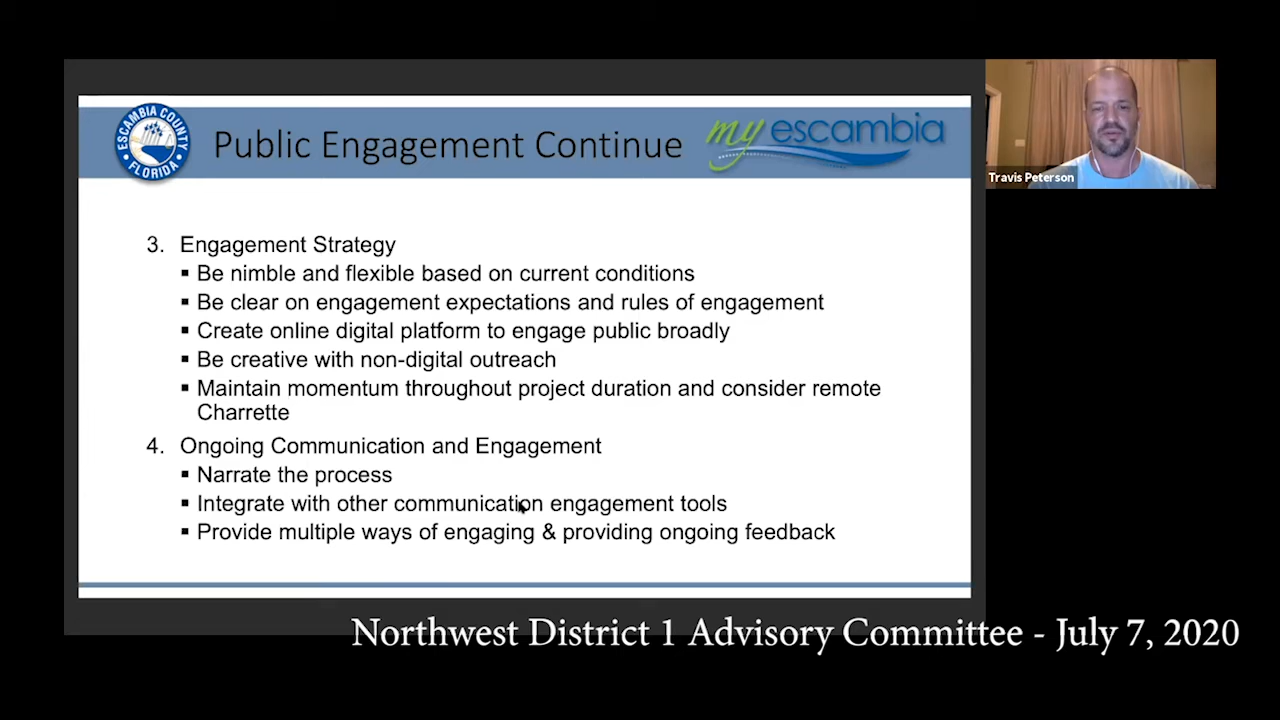 ESCAMBIA COUNTY
FLORIDA
Public Engagement Continue
my escambia
Travis Peterson
3. Engagement Strategy
▪ Be nimble and flexible based on current conditions
▪ Be clear on engagement expectations and rules of engagement
▪ Create online digital platform to engage public broadly
▪ Be creative with non-digital outreach
▪ Maintain momentum throughout project duration and consider remote
Charrette
4. Ongoing Communication and Engagement
▪ Narrate the process
▪ Integrate with other communication engagement tools
▪ Provide multiple ways of engaging & providing ongoing feedback
Northwest District 1 Advisory Committee - July 7, 2020